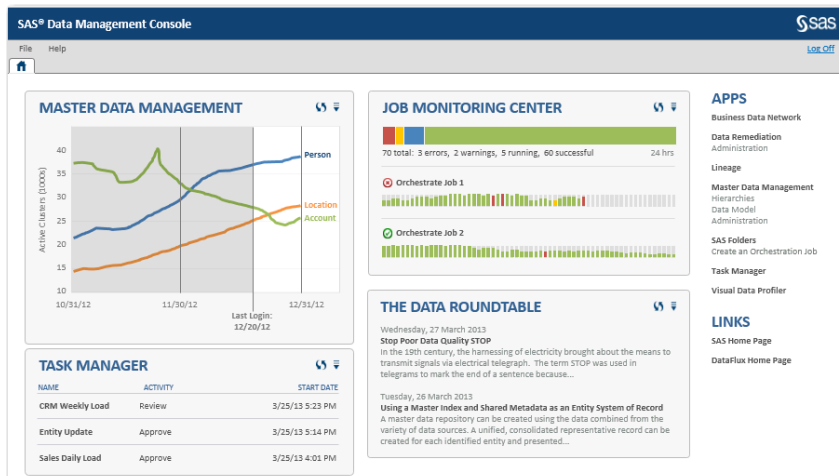 SAS® Data Management Console
sas
File Help
Log Off
MASTER DATA MANAGEMENT
Active Clusters (1000s)
40
35
30
25
20
15
10
Person
Location
Account
10/31/12 11/30/12 12/31/12
Last Login:
12/20/12
TASK MANAGER
NAME ACTIVITY START DATE
CRM Weekly Load Review 3/25/13 5:23 PM
Entity Update Approve 3/25/13 5:14 PM
Sales Daily Load Approve 3/25/13 4:01 PM
JOB MONITORING CENTER
70 total: 3 errors, 2 warnings, 5 running, 60 successful 24 hrs
Orchestrate Job 1
Orchestrate Job 2
THE DATA ROUNDTABLE
Wednesday, 27 March 2013
Stop Poor Data Quality STOP
In the 19th century, the harnessing of electricity brought about the means to
transmit signals via electrical telegraph. The term STOP was used in
telegrams to mark the end of a sentence because...
Tuesday, 26 March 2013
Using a Master Index and Shared Metadata as an Entity System of Record
A master data repository can be created using the data combined from the
variety of data sources. A unified, consolidated representative record can be
created for each identified entity and presented...
APPS
Business Data Network
Data Remediation
Administration
Lineage
Master Data Management
Hierarchies
Data Model
Administration
SAS Folders
Create an Orchestration Job
Task Manager
Visual Data Profiler
LINKS
SAS Home Page
DataFlux Home Page